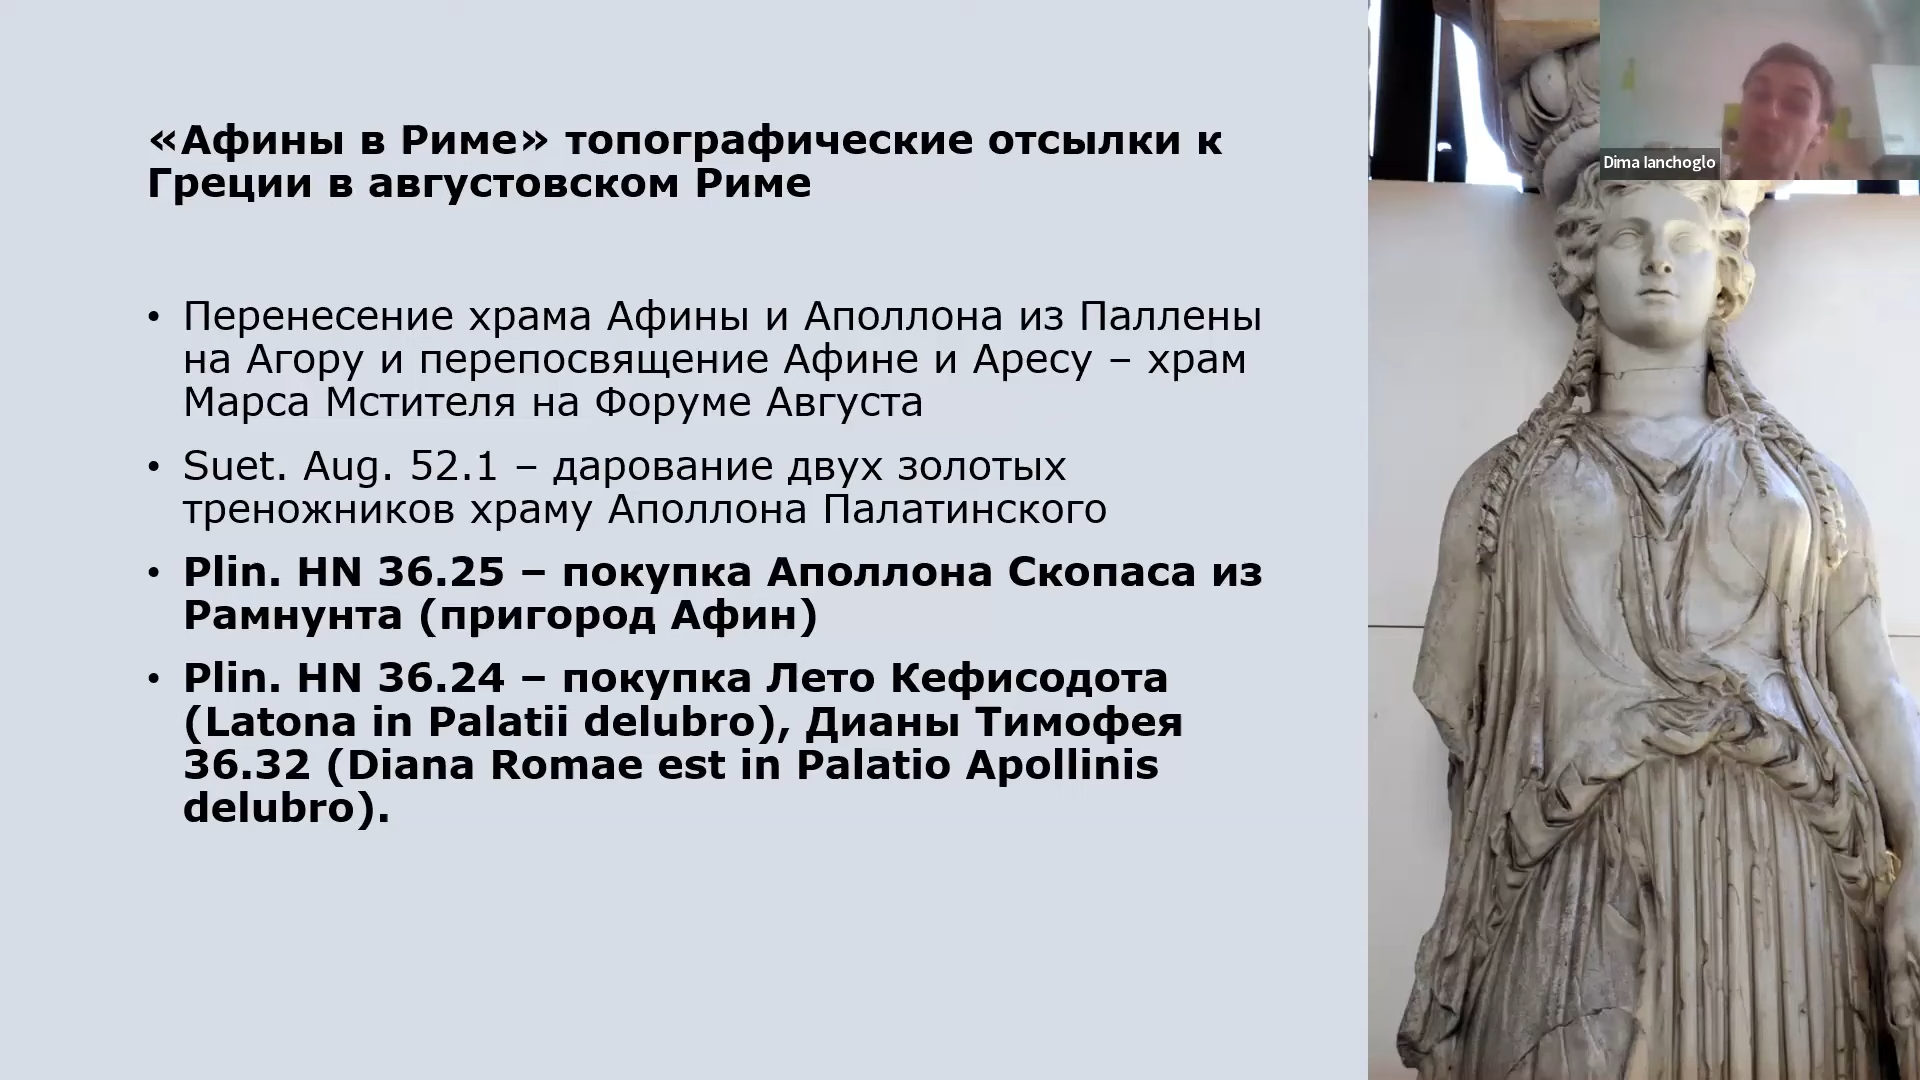 «Афины в Риме» топографические отсылки к
Греции в августовском Риме
• Перенесение храма Афины и Аполлона из Паллены
на Агору и перепосвящение Афине и Аресу – храм
Марса Мстителя на Форуме Августа
• Suet. Aug. 52.1 – дарование двух золотых
треножников храму Аполлона Палатинского
• Plin. HN 36.25 – покупка Аполлона Скопаса из
Рамнунта (пригород Афин)
• Plin. HN 36.24 – покупка Лето Кефисодота
(Latona in Palatii delubro), Дианы Тимофея
36.32 (Diana Romae est in Palatio Apollinis
delubro).
Dima Ianchoglo